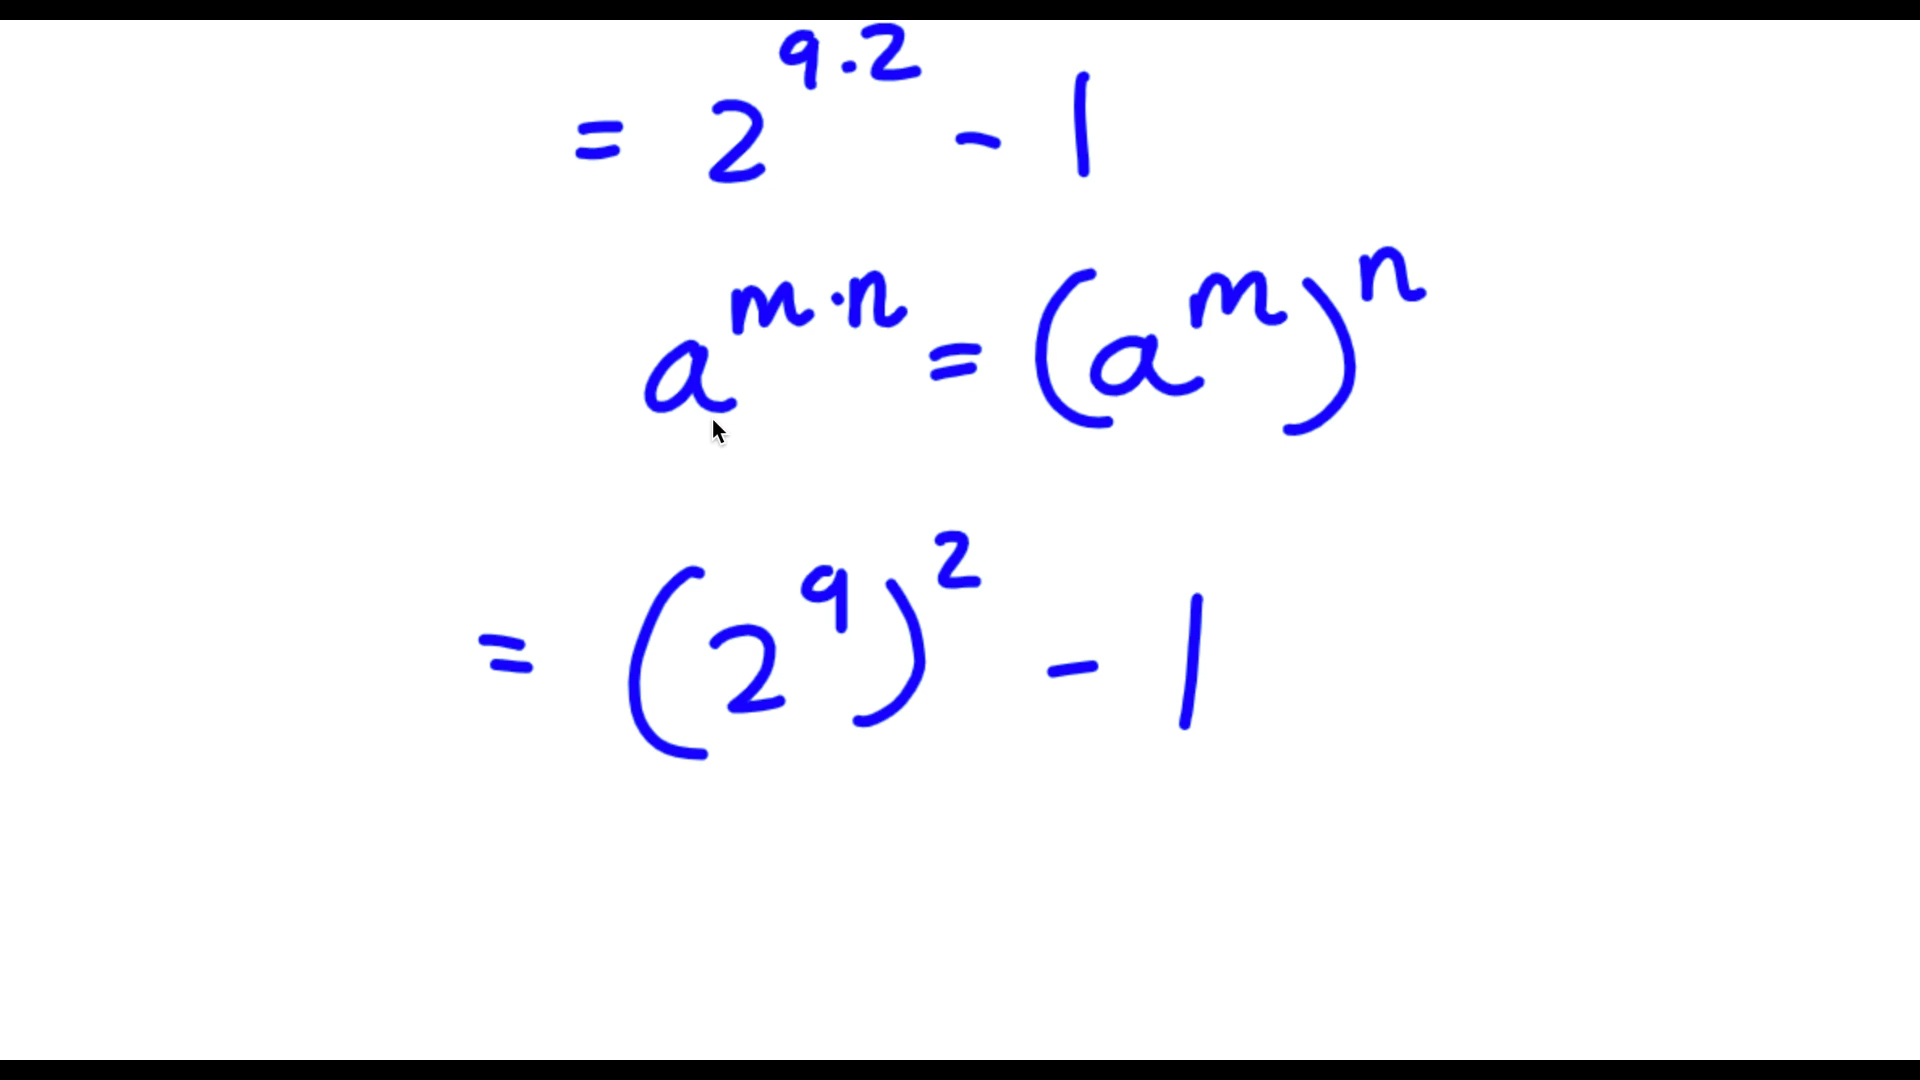 = 2^{9·2} - 1
a^{m·n} = (a^m)^n
= (2^9)^2 - 1